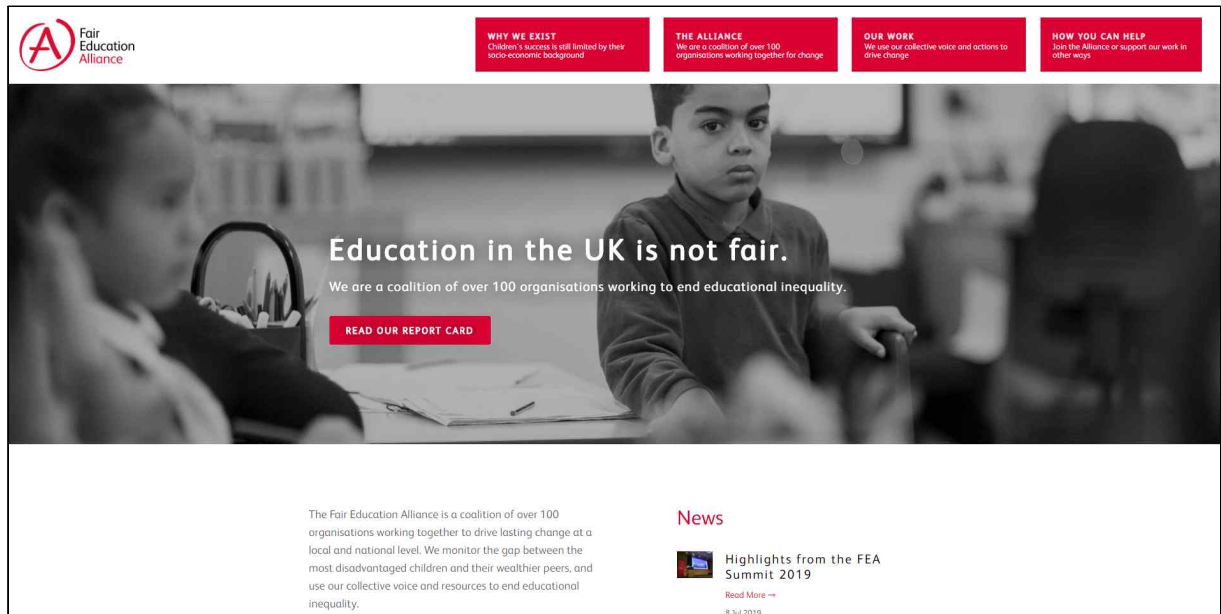 Fair
Education
Alliance
WHY WE EXIST
Children's success is still limited by their
socio-economic background
THE ALLIANCE
We are a coalition of over 100
organisations working together for change
OUR WORK
We use our collective voice and actions to
drive change
HOW YOU CAN HELP
Join the Alliance or support our work in
other ways
Education in the UK is not fair.
We are a coalition of over 100 organisations working to end educational inequality.
READ OUR REPORT CARD
The Fair Education Alliance is a coalition of over 100
organisations working together to drive lasting change at a
local and national level. We monitor the gap between the
most disadvantaged children and their wealthier peers, and
use our collective voice and resources to end educational
inequality.
News
Highlights from the FEA
Summit 2019
Read More →
8 Jul 2019